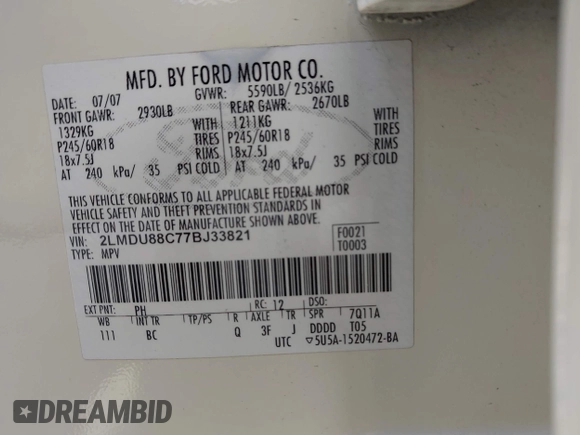 MFD. BY FORD MOTOR CO.
DATE: 07/07 GVWR: 5590LB/ 2536KG
FRONT GAWR: 2930LB REAR GAWR: 2670LB
1329KG WITH 1211KG WITH
P245/60R18 TIRES P245/60R18 TIRES
18x7.5J RIMS 18x7.5J RIMS
AT 240 kPa/ 35 PSI COLD AT 240 kPa/ 35 PSI COLD
THIS VEHICLE CONFORMS TO ALL APPLICABLE FEDERAL MOTOR
VEHICLE SAFETY AND THEFT PREVENTION STANDARDS IN
EFFECT ON THE DATE OF MANUFACTURE SHOWN ABOVE.
VIN: 2LMDU88C77BJ33821 F0021
TYPE: MPV T0003
EXT PNT: PH RC: 12 DSO:
WB INT TR TP/PS R AXLE TR SPR 7Q11A
111 BC Q 3F J DDDD T05
UTC ▽5U5A-1520472-BA
DREAMBID